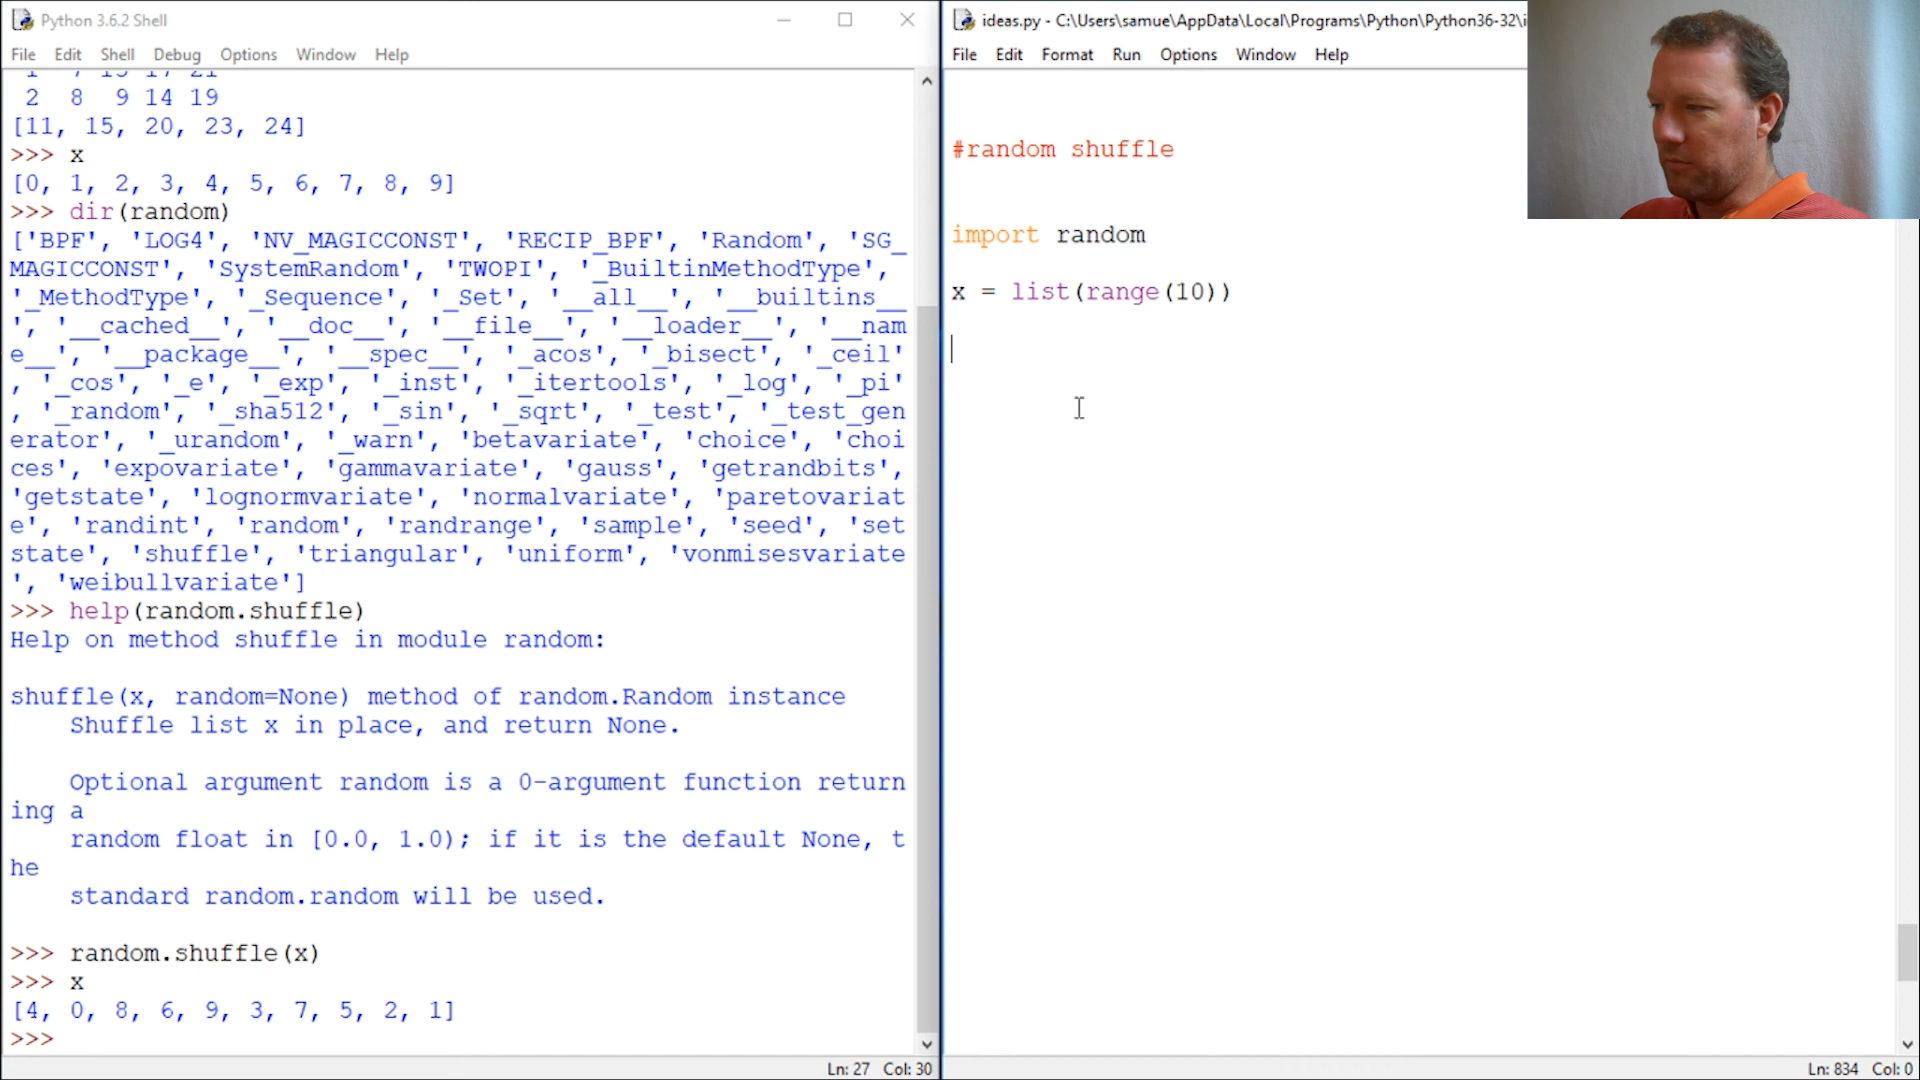 Python 3.6.2 Shell
File Edit Shell Debug Options Window Help
1 7 13 17 21
2 8 9 14 19
[11, 15, 20, 23, 24]
>>> x
[0, 1, 2, 3, 4, 5, 6, 7, 8, 9]
>>> dir(random)
['BPF', 'LOG4', 'NV_MAGICCONST', 'RECIP_BPF', 'Random', 'SG_
MAGICCONST', 'SystemRandom', 'TWOPI', '_BuiltinMethodType',
'_MethodType', '_Sequence', '_Set', '__all__', '__builtins__
', '__cached__', '__doc__', '__file__', '__loader__', '__nam
e__', '__package__', '__spec__', '_acos', '_bisect', '_ceil'
, '_cos', '_e', '_exp', '_inst', '_itertools', '_log', '_pi'
, '_random', '_sha512', '_sin', '_sqrt', '_test', '_test_gen
erator', '_urandom', '_warn', 'betavariate', 'choice', 'choi
ces', 'expovariate', 'gammavariate', 'gauss', 'getrandbits',
'getstate', 'lognormvariate', 'normalvariate', 'paretovariat
e', 'randint', 'random', 'randrange', 'sample', 'seed', 'set
state', 'shuffle', 'triangular', 'uniform', 'vonmisesvariate
', 'weibullvariate']
>>> help(random.shuffle)
Help on method shuffle in module random:
shuffle(x, random=None) method of random.Random instance
Shuffle list x in place, and return None.
Optional argument random is a 0-argument function return
ing a
random float in [0.0, 1.0); if it is the default None, t
he
standard random.random will be used.
>>> random.shuffle(x)
>>> x
[4, 0, 8, 6, 9, 3, 7, 5, 2, 1]
>>>
Ln: 27 Col: 30
ideas.py - C:\Users\samue\AppData\Local\Programs\Python\Python36-32\i
File Edit Format Run Options Window Help
#random shuffle
import random
x = list(range(10))
Ln: 834 Col: 0